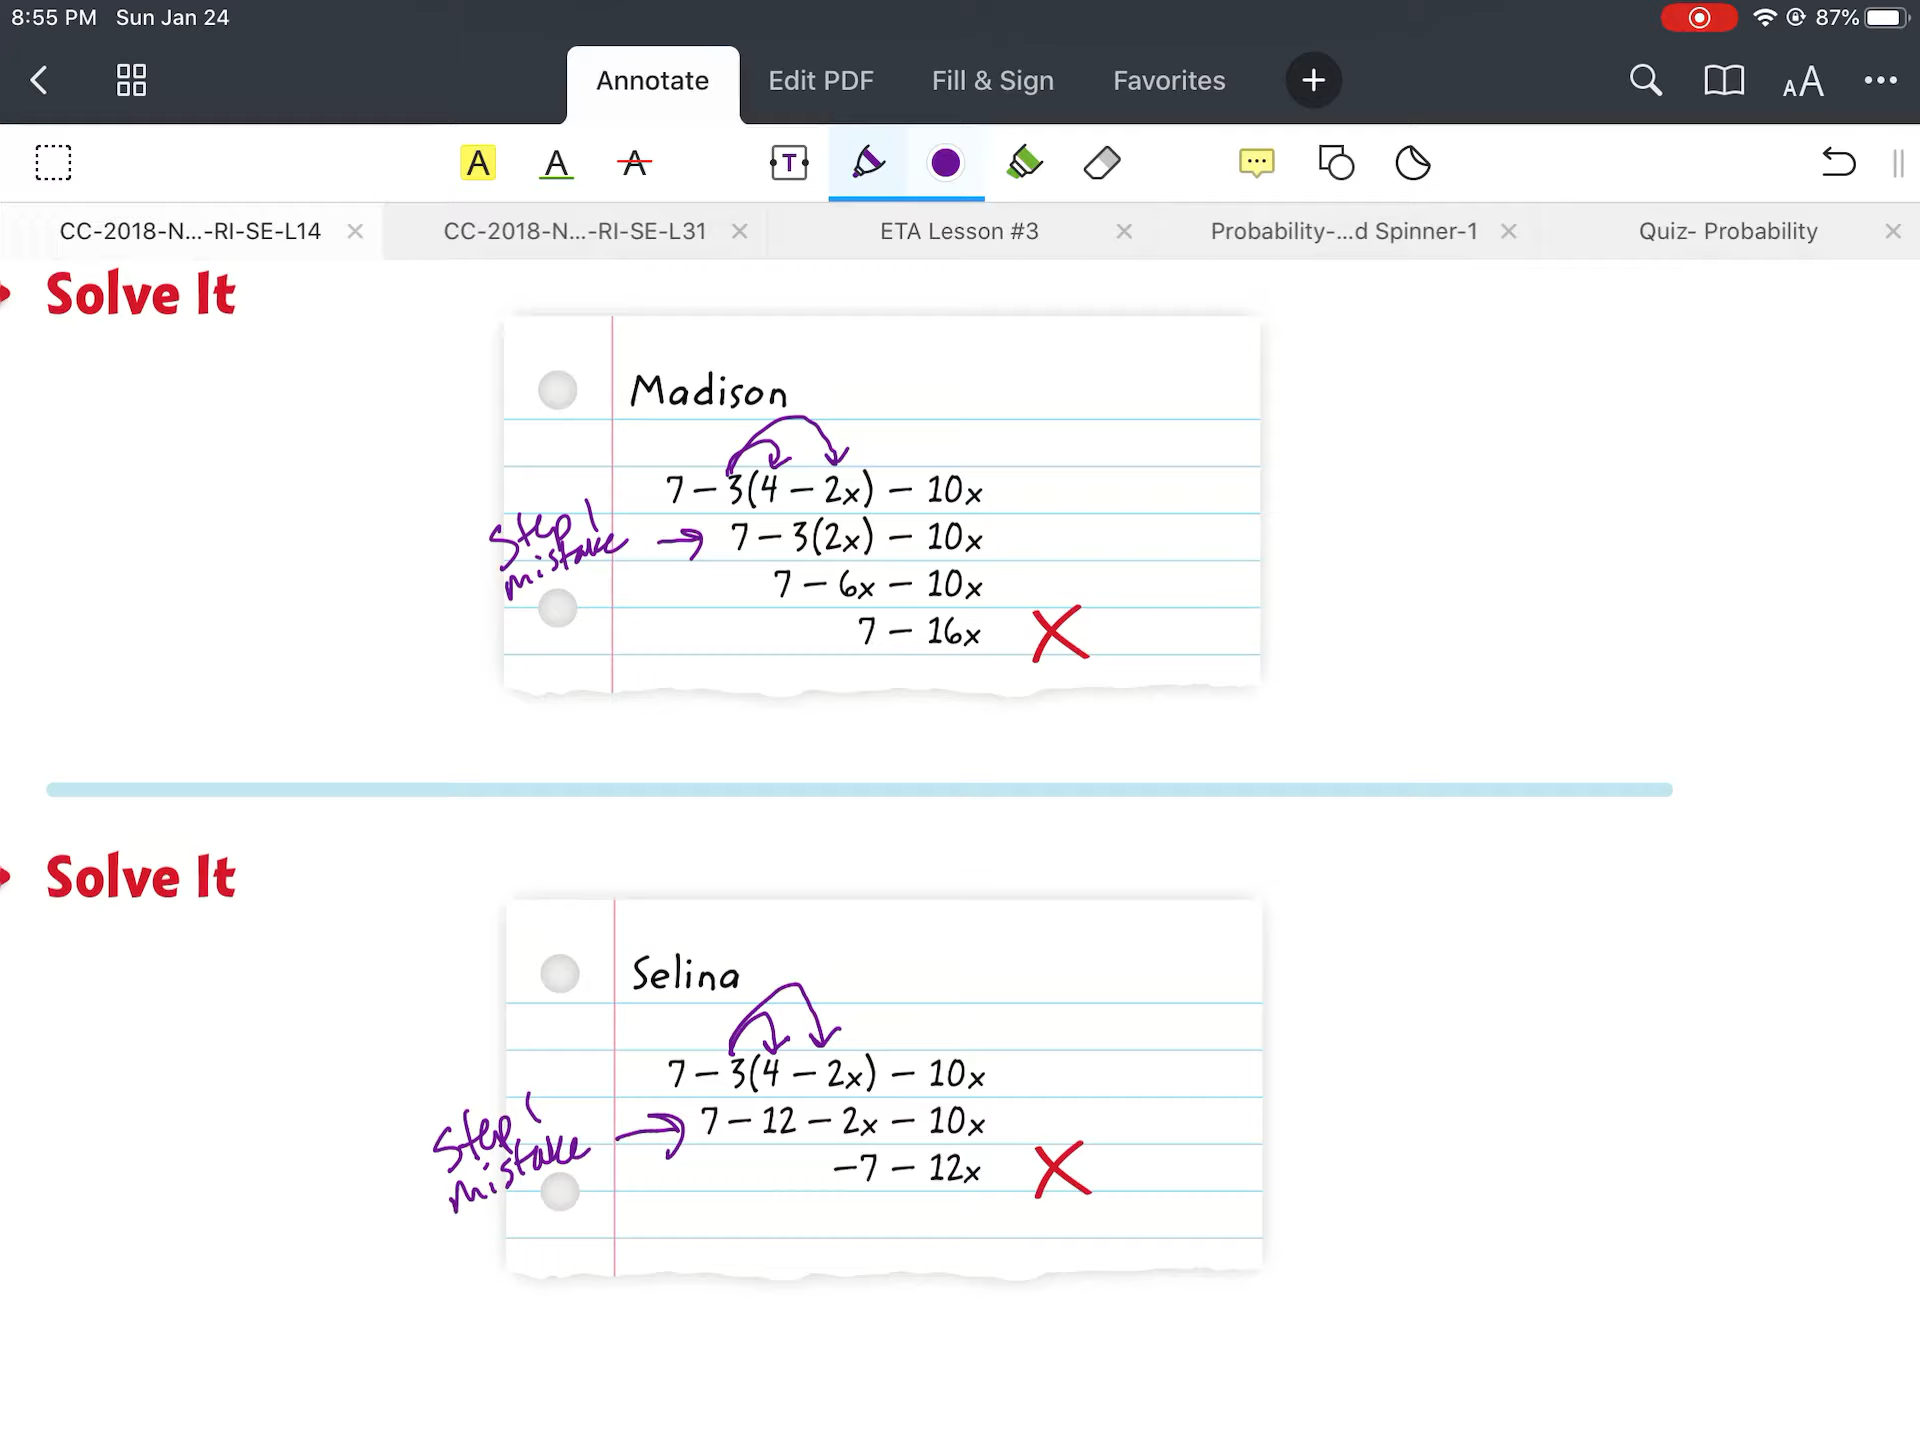 8:55 PM Sun Jan 24 87%
Annotate Edit PDF Fill & Sign Favorites +
A A A T AA
CC-2018-N...-RI-SE-L14 CC-2018-N...-RI-SE-L31 ETA Lesson #3 Probability-...d Spinner-1 Quiz- Probability
Solve It
Madison
7 – 3(4 – 2x) – 10x
Step 1
mistake
7 – 3(2x) – 10x
7 – 6x – 10x
7 – 16x
Solve It
Selina
7 – 3(4 – 2x) – 10x
Step 1
mistake
7 – 12 – 2x – 10x
–7 – 12x